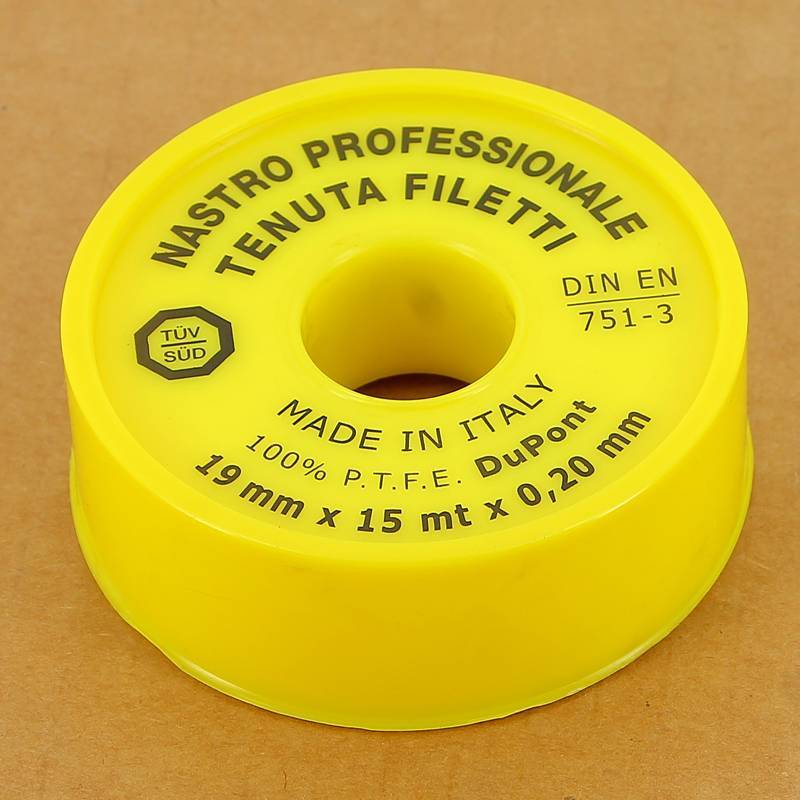 NASTRO PROFESSIONALE
TENUTA FILETTI
DIN EN
751-3
TÜV
SÜD
MADE IN ITALY
100% P.T.F.E. DuPont
19 mm x 15 mt x 0,20 mm